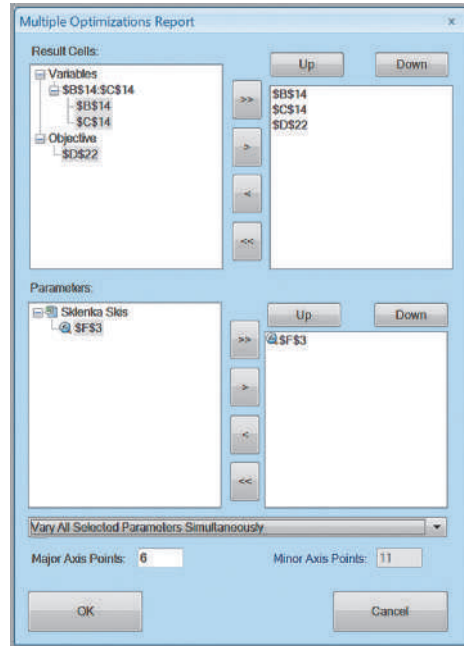 Multiple Optimizations Report x
Result Cells:
Up Down
Variables
$B$14:$C$14
$B$14
$C$14
Objective
$D$22
>>
>
<
<<
$B$14
$C$14
$D$22
Parameters:
Up Down
Sklenka Skis
$F$3
>>
>
<
<<
$F$3
Vary All Selected Parameters Simultaneously
Major Axis Points: 6 Minor Axis Points: 11
OK Cancel